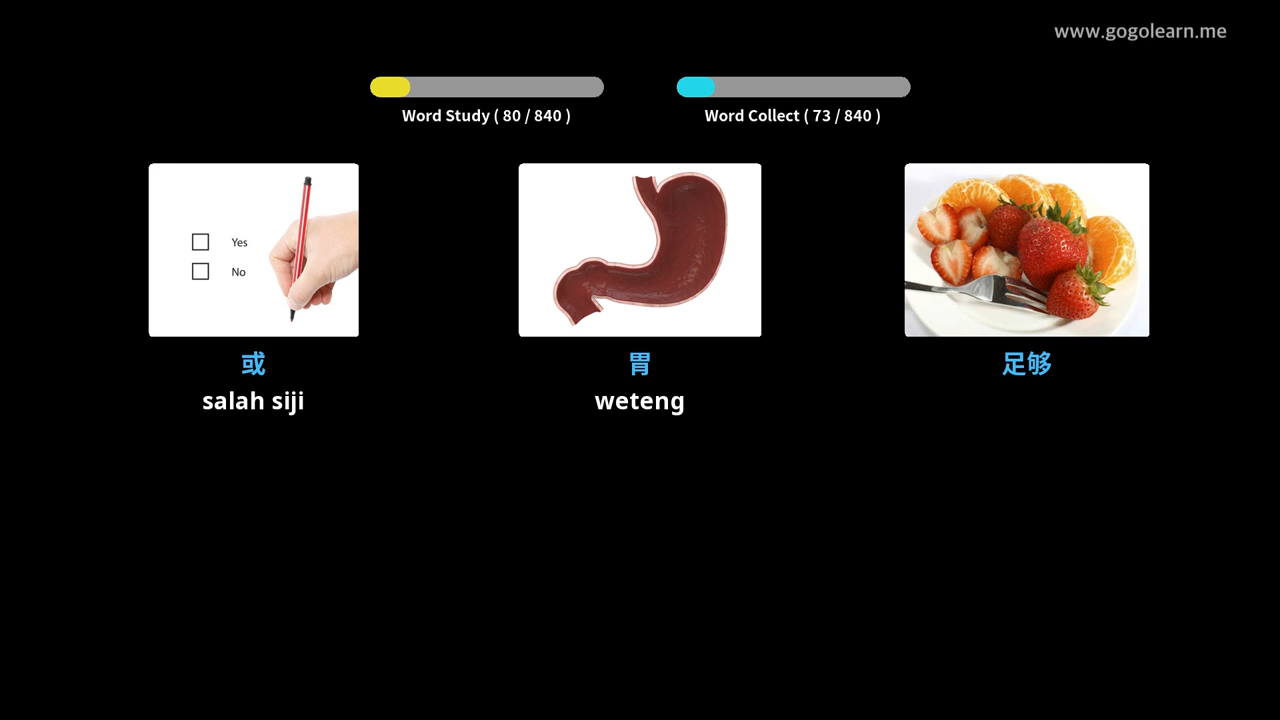 www.gogolearn.me
Word Study ( 80 / 840 )
Word Collect ( 73 / 840 )
Yes
No
或
salah siji
胃
weteng
足够